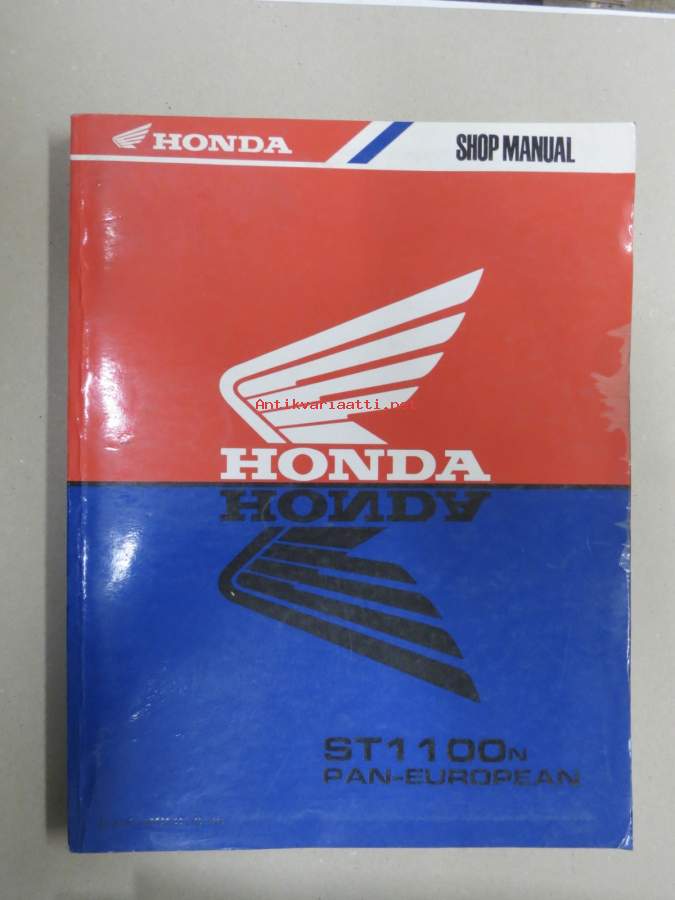 HONDA
SHOP MANUAL
Antikvariaatti.net
HONDA
HONDA
ST1100N
PAN-EUROPEAN